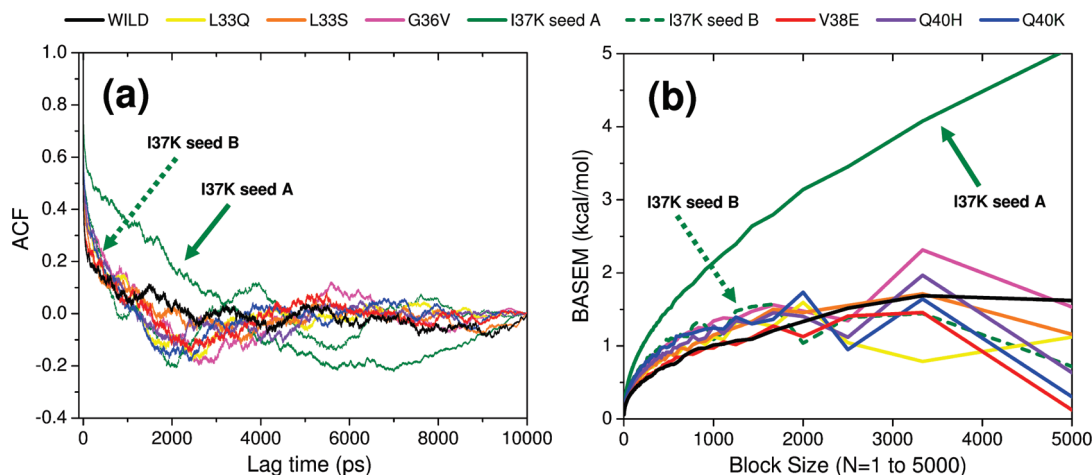 WILD L33Q L33S G36V I37K seed A I37K seed B V38E Q40H Q40K
(a)
I37K seed B
I37K seed A
ACF
1.0
0.8
0.6
0.4
0.2
0.0
-0.2
-0.4
0 2000 4000 6000 8000 10000
Lag time (ps)
(b)
I37K seed B
I37K seed A
BASEM (kcal/mol)
5
4
3
2
1
0
0 1000 2000 3000 4000 5000
Block Size (N=1 to 5000)